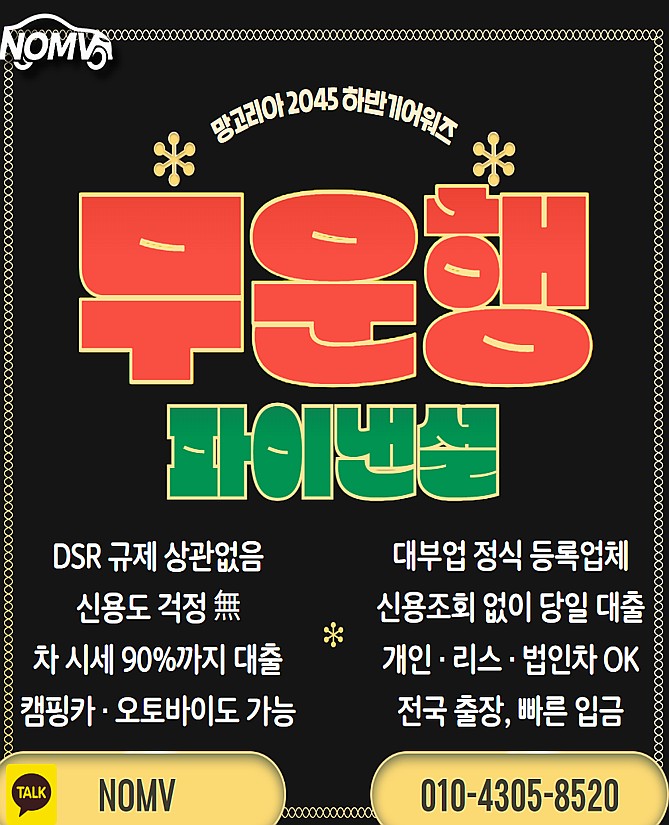 NOMV
망고리아 2045 하반기어워즈
무운행
파이낸셜
DSR 규제 상관없음
신용도 걱정 無
차 시세 90%까지 대출
캠핑카 · 오토바이도 가능
대부업 정식 등록업체
신용조회 없이 당일 대출
개인 · 리스 · 법인차 OK
전국 출장, 빠른 입금
TALK
NOMV
010-4305-8520